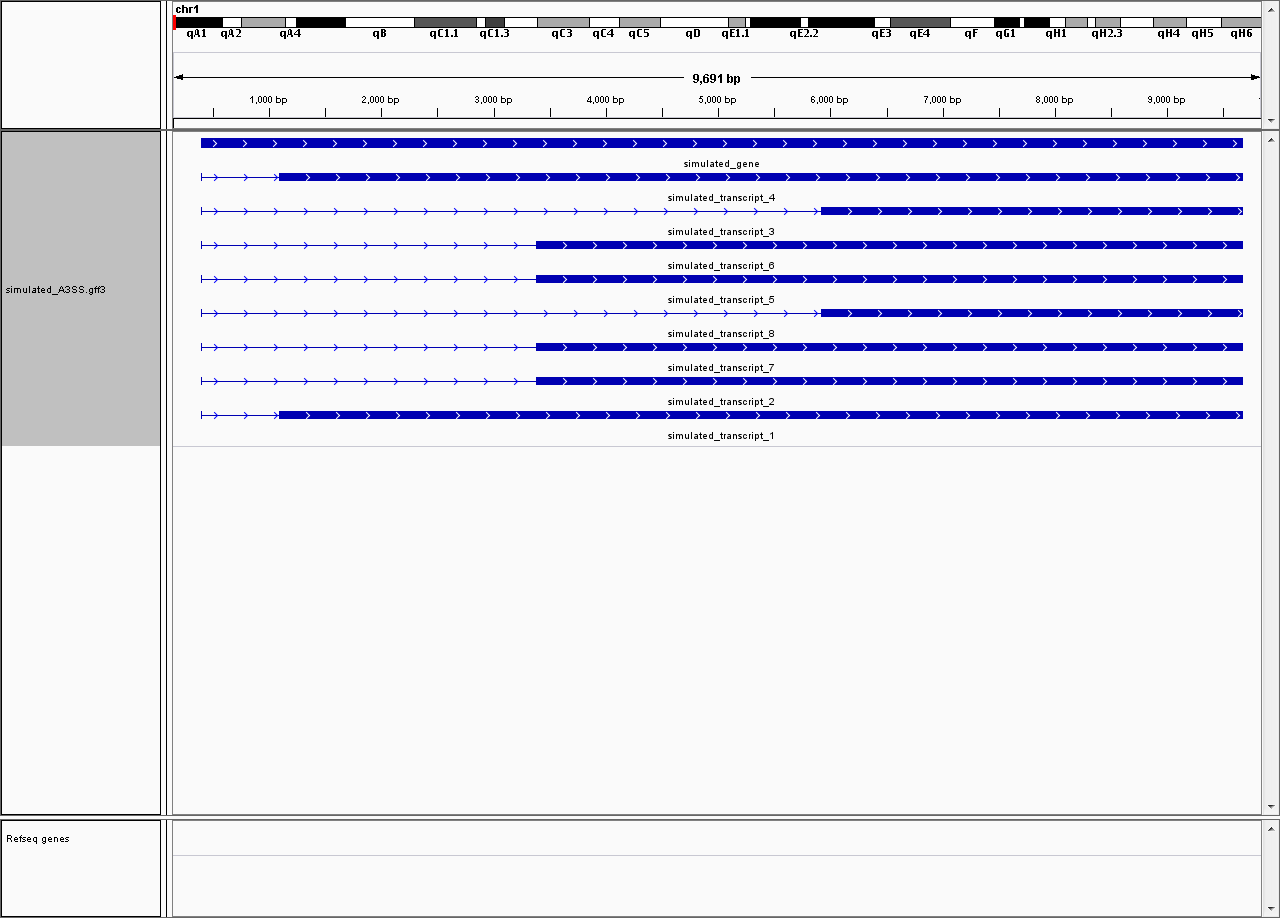 chr1
qA1 qA2 qA4 qB qC1.1 qC1.3 qC3 qC4 qC5 qD qE1.1 qE2.2 qE3 qE4 qF qG1 qH1 qH2.3 qH4 qH5 qH6
9,691 bp
1,000 bp 2,000 bp 3,000 bp 4,000 bp 5,000 bp 6,000 bp 7,000 bp 8,000 bp 9,000 bp
simulated_gene
simulated_transcript_4
simulated_transcript_3
simulated_transcript_6
simulated_A3SS.gff3
simulated_transcript_5
simulated_transcript_8
simulated_transcript_7
simulated_transcript_2
simulated_transcript_1
Refseq genes